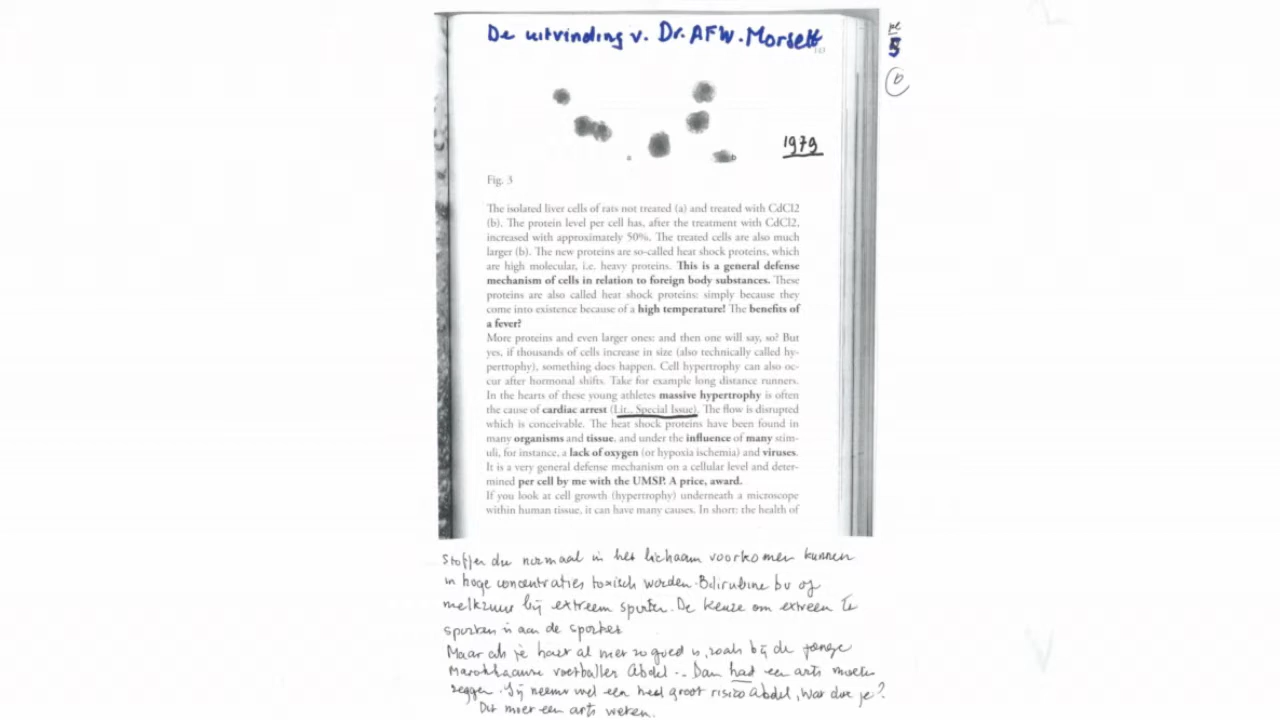 De uitvinding v. Dr. AFW. Morselt
143
pl
5
b
1979
a
b
Fig. 3
The isolated liver cells of rats not treated (a) and treated with CdCl2
(b). The protein level per cell has, after the treatment with CdCl2,
increased with approximately 50%. The treated cells are also much
larger (b). The new proteins are so-called heat shock proteins, which
are high molecular, i.e. heavy proteins. This is a general defense
mechanism of cells in relation to foreign body substances. These
proteins are also called heat shock proteins: simply because they
come into existence because of a high temperature! The benefits of
a fever?
More proteins and even larger ones: and then one will say, so? But
yes, if thousands of cells increase in size (also technically called hy-
pertrophy), something does happen. Cell hypertrophy can also oc-
cur after hormonal shifts. Take for example long distance runners.
In the hearts of these young athletes massive hypertrophy is often
the cause of cardiac arrest (Lit., Special Issue). The flow is disrupted
which is conceivable. The heat shock proteins have been found in
many organisms and tissue, and under the influence of many stim-
uli, for instance, a lack of oxygen (or hypoxia ischemia) and viruses.
It is a very general defense mechanism on a cellular level and deter-
mined per cell by me with the UMSP. A price, award.
If you look at cell growth (hypertrophy) underneath a microscope
within human tissue, it can have many causes. In short: the health of
Stoffen die normaal in het lichaam voorkomen kunnen
in hoge concentraties toxisch worden. Bilirubine bv of
melkzuur bij extreem sporten. De keuze om extreem te
sporten is aan de sporter
Maar als je hart al niet zo goed is, zoals bij de jonge
Marokkaanse voetballer Abdel... Dan had een arts moeten
zeggen. Jij neemt wel een heel groot risico Abdel, wat doe je?
Dit moet een arts weten.